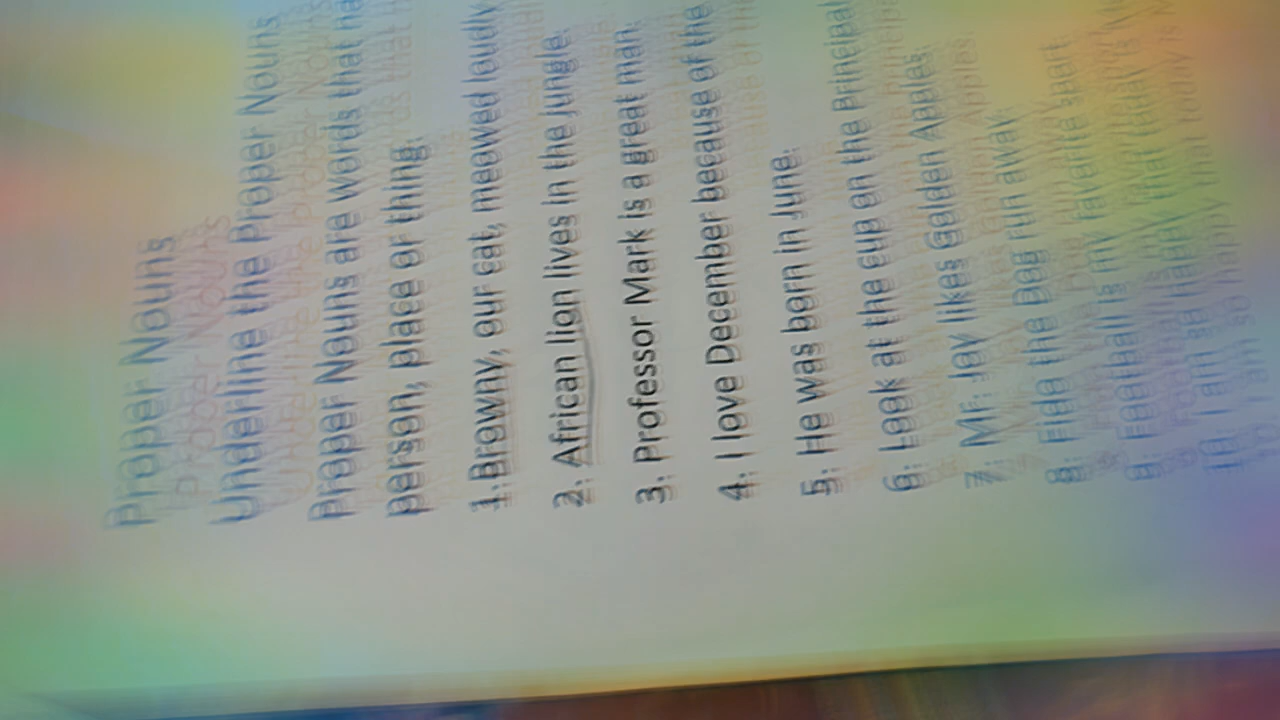 Proper Nouns
Underline the Proper Nouns
Proper Nouns are words that na
person, place or thing.
1. Browny, our cat, meowed loudly
2. African lion lives in the jungle.
3. Professor Mark is a great man.
4. I love December because of the
5. He was born in June.
6. Look at the cup on the Principal
7. Mr. Jay likes Golden Apples.
8. Fido the Dog run away
9. Football is my favorite sport.
10. I am so happy that today is